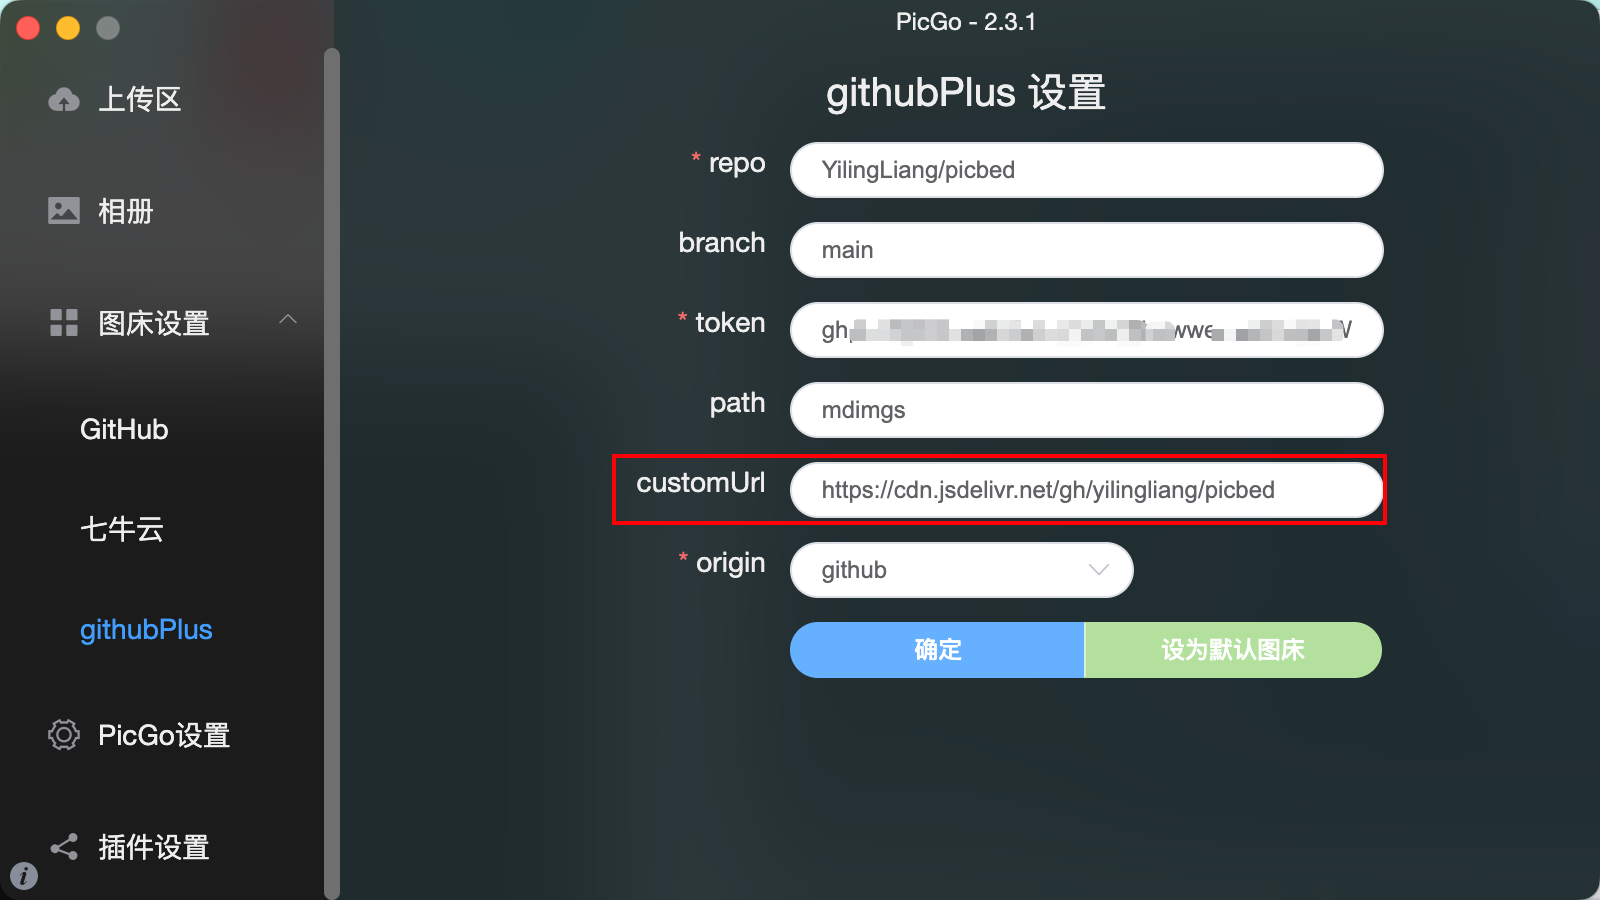 PicGo - 2.3.1
上传区
相册
图床设置
GitHub
七牛云
githubPlus
PicGo设置
插件设置
githubPlus 设置
* repo
YilingLiang/picbed
branch
main
* token
gh
path
mdimgs
customUrl
https://cdn.jsdelivr.net/gh/yilingliang/picbed
* origin
github
确定
设为默认图床